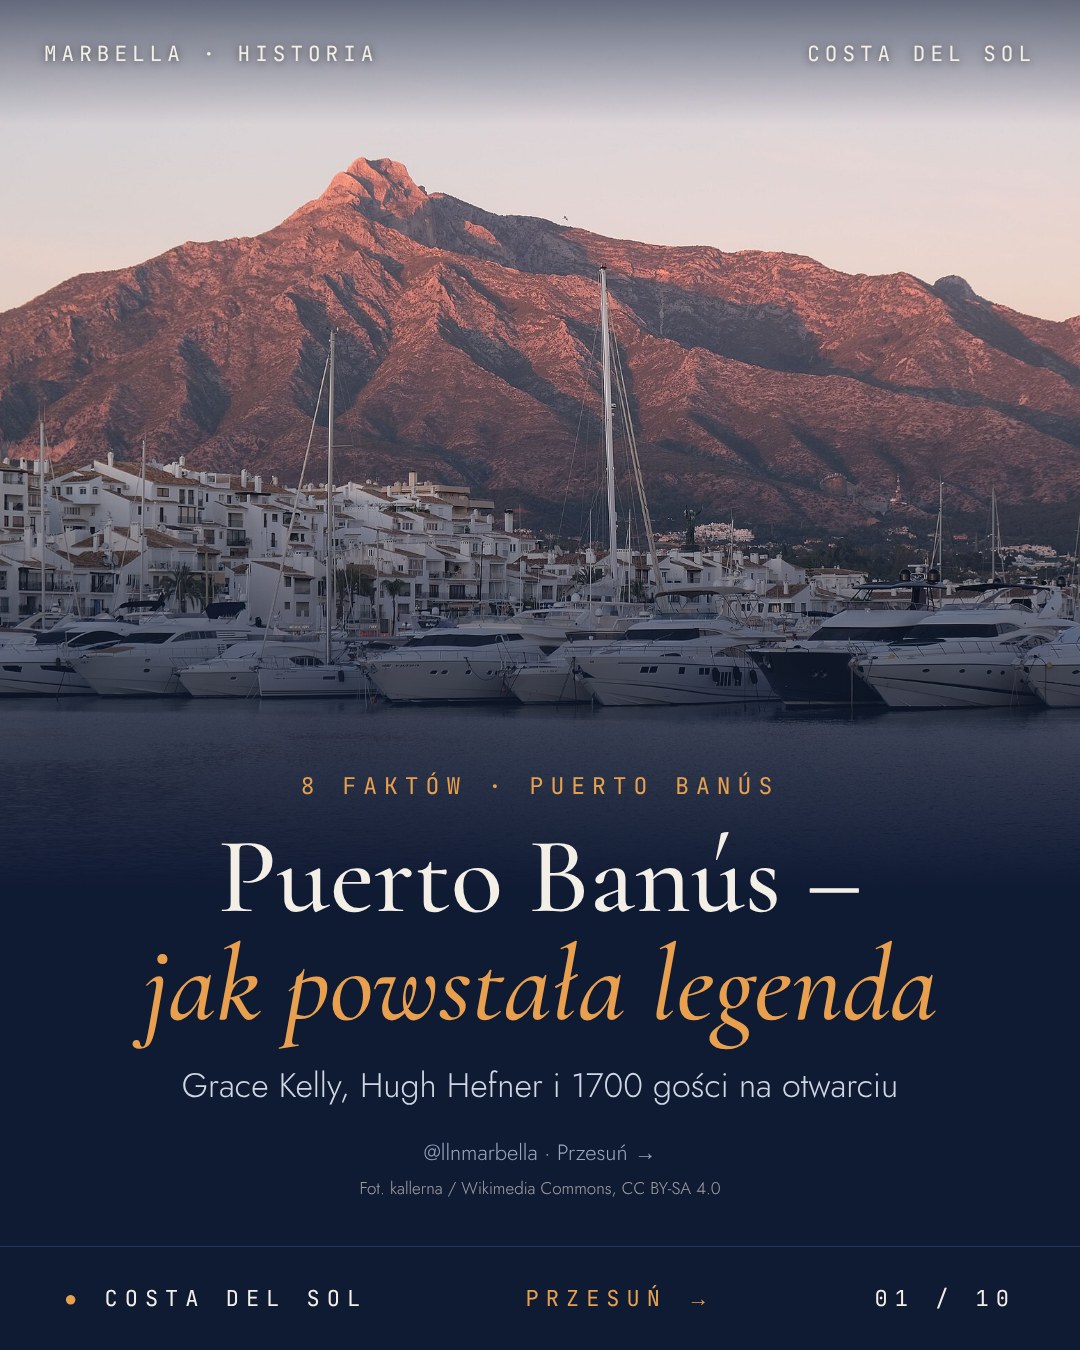 MARBELLA · HISTORIA
COSTA DEL SOL
8 FAKTÓW · PUERTO BANÚS
Puerto Banús –
jak powstała legenda
Grace Kelly, Hugh Hefner i 1700 gości na otwarciu
@llnmarbella · Przesuń →
Fot. kallerna / Wikimedia Commons, CC BY-SA 4.0
• COSTA DEL SOL
PRZESUŃ →
01 / 10